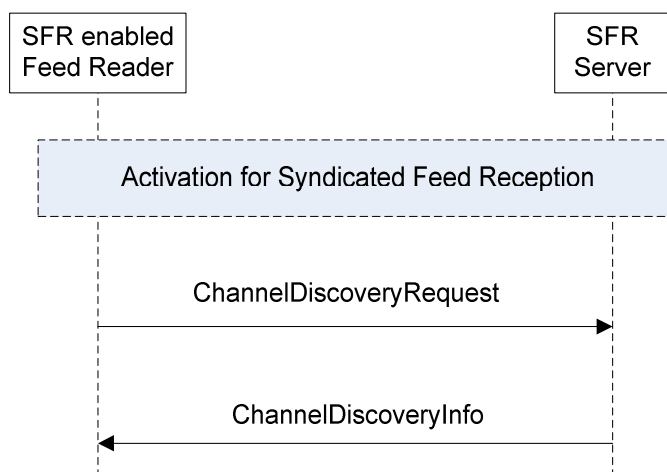 SFR enabled
Feed Reader
SFR
Server
Activation for Syndicated Feed Reception
ChannelDiscoveryRequest
ChannelDiscoveryInfo